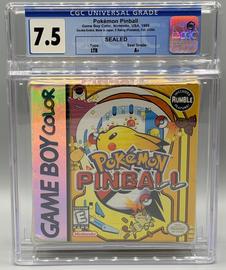 CGC UNIVERSAL GRADE
7.5
Pokémon Pinball
Game Boy Color, Nintendo, USA, 1999
SEALED
Type
Seal Grade
LTB
A+
GAME BOY COLOR
RUMBLE
POKéMON
PINBALL
E
Nintendo